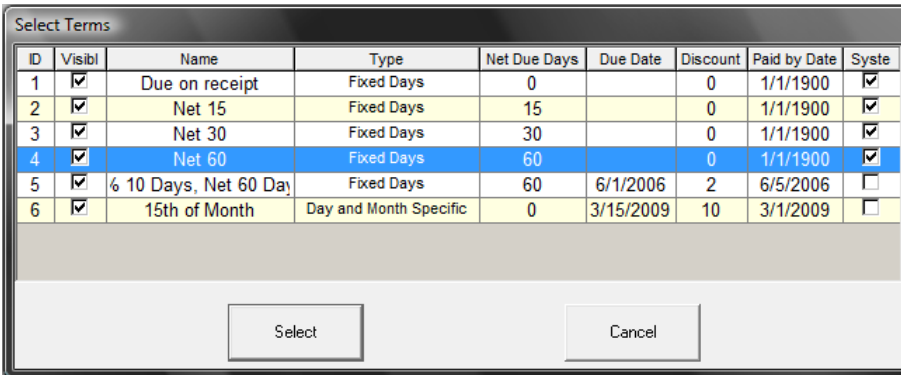 Select Terms
ID Visibl Name Type Net Due Days Due Date Discount Paid by Date Syste
1 Due on receipt Fixed Days 0 0 1/1/1900
2 Net 15 Fixed Days 15 0 1/1/1900
3 Net 30 Fixed Days 30 0 1/1/1900
4 Net 60 Fixed Days 60 0 1/1/1900
5 % 10 Days, Net 60 Day Fixed Days 60 6/1/2006 2 6/5/2006
6 15th of Month Day and Month Specific 0 3/15/2009 10 3/1/2009
Select Cancel